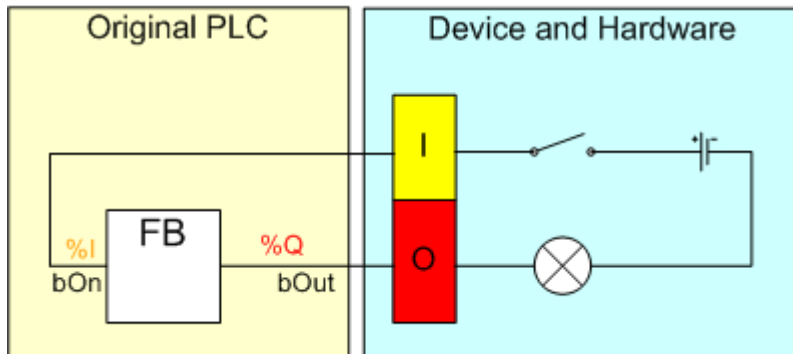 Original PLC
Device and Hardware
I
%I
FB
%Q
O
bOn
bOut